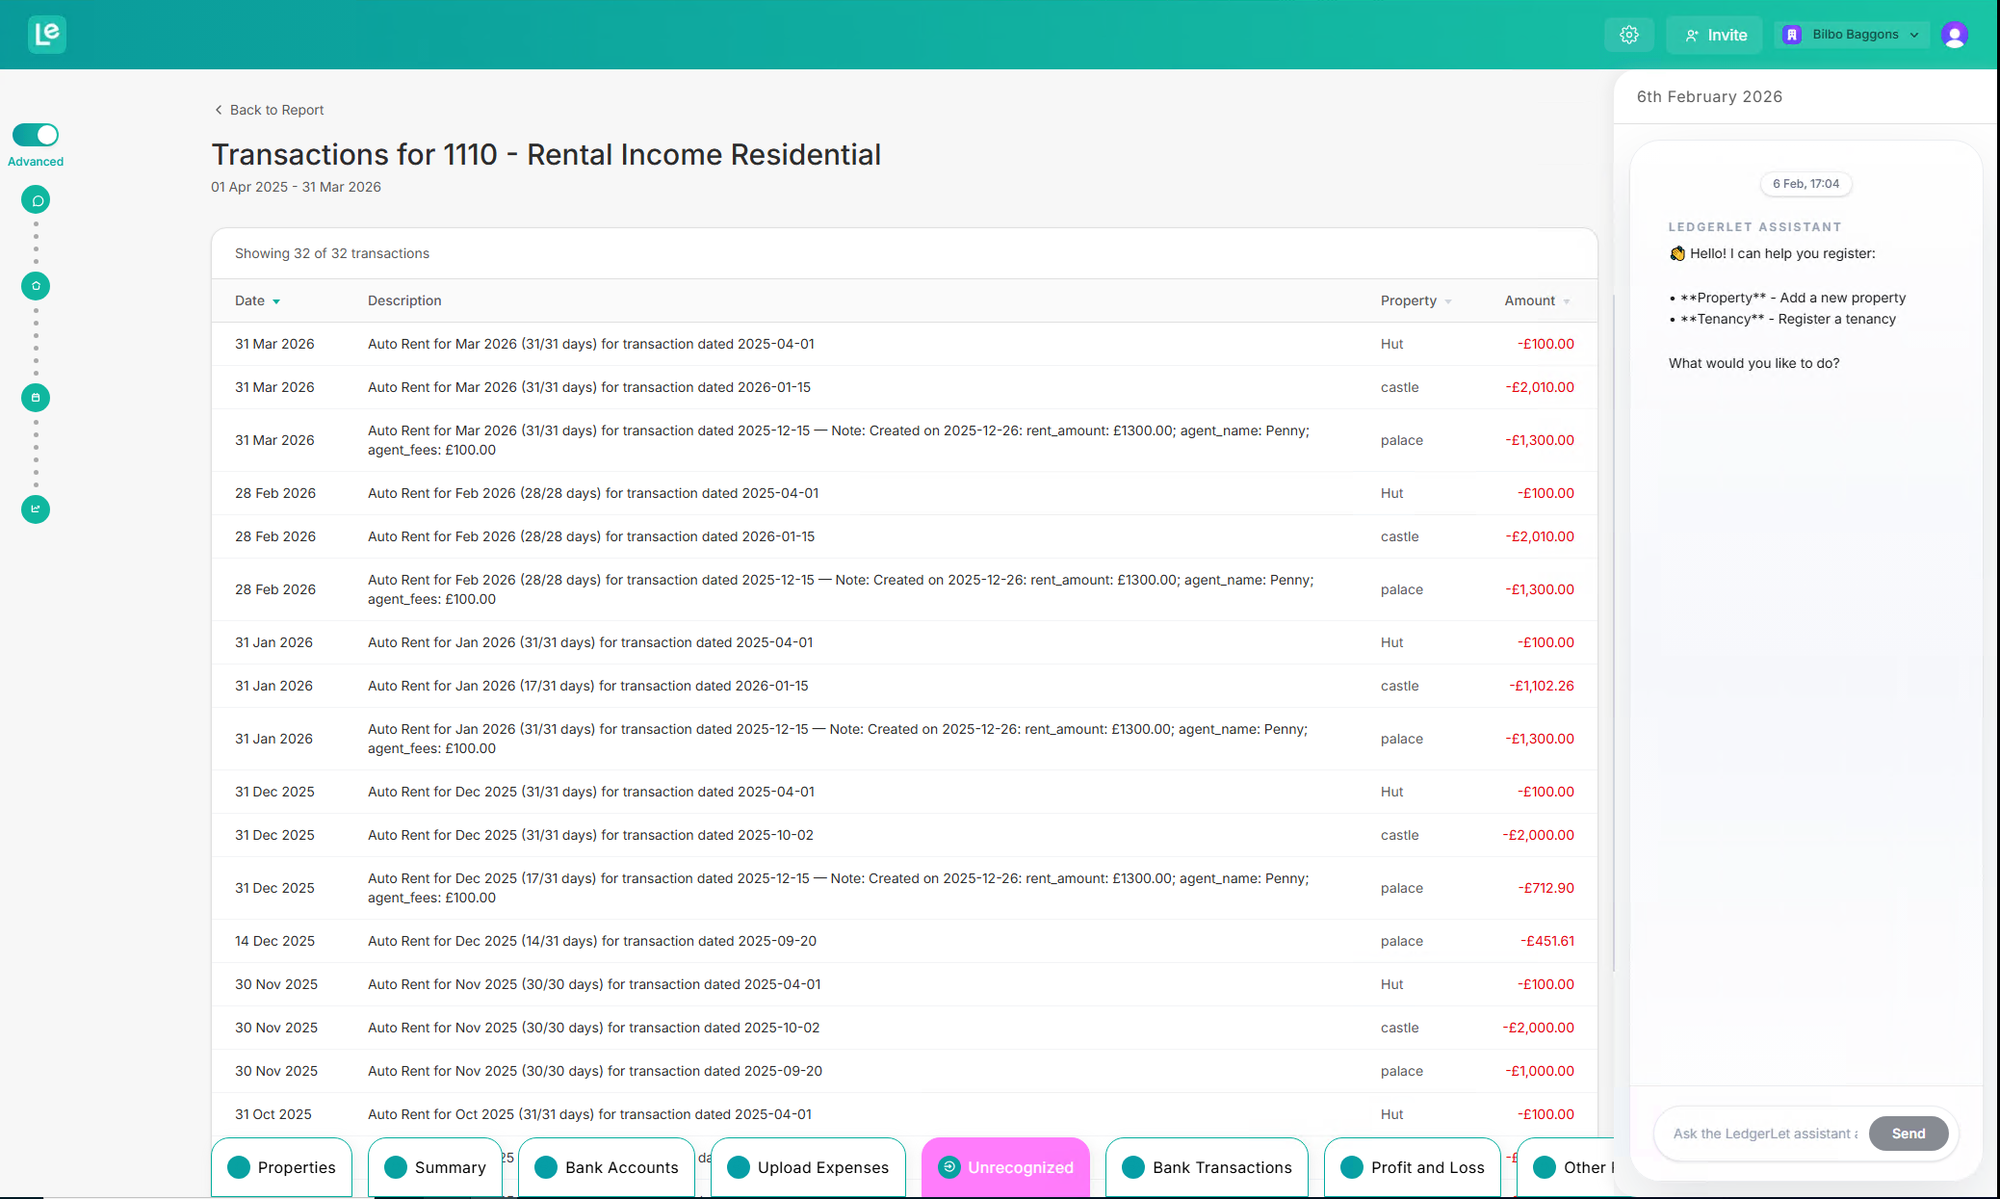 Le
Invite
Bilbo Baggons
6th February 2026
Back to Report
Advanced
Transactions for 1110 - Rental Income Residential
01 Apr 2025 - 31 Mar 2026
Showing 32 of 32 transactions
Date Description Property Amount
31 Mar 2026 Auto Rent for Mar 2026 (31/31 days) for transaction dated 2025-04-01 Hut -£100.00
31 Mar 2026 Auto Rent for Mar 2026 (31/31 days) for transaction dated 2026-01-15 castle -£2,010.00
31 Mar 2026 Auto Rent for Mar 2026 (31/31 days) for transaction dated 2025-12-15 — Note: Created on 2025-12-26: rent_amount: £1300.00; agent_name: Penny;
agent_fees: £100.00 palace -£1,300.00
28 Feb 2026 Auto Rent for Feb 2026 (28/28 days) for transaction dated 2025-04-01 Hut -£100.00
28 Feb 2026 Auto Rent for Feb 2026 (28/28 days) for transaction dated 2026-01-15 castle -£2,010.00
28 Feb 2026 Auto Rent for Feb 2026 (28/28 days) for transaction dated 2025-12-15 — Note: Created on 2025-12-26: rent_amount: £1300.00; agent_name: Penny;
agent_fees: £100.00 palace -£1,300.00
31 Jan 2026 Auto Rent for Jan 2026 (31/31 days) for transaction dated 2025-04-01 Hut -£100.00
31 Jan 2026 Auto Rent for Jan 2026 (17/31 days) for transaction dated 2026-01-15 castle -£1,102.26
31 Jan 2026 Auto Rent for Jan 2026 (31/31 days) for transaction dated 2025-12-15 — Note: Created on 2025-12-26: rent_amount: £1300.00; agent_name: Penny;
agent_fees: £100.00 palace -£1,300.00
31 Dec 2025 Auto Rent for Dec 2025 (31/31 days) for transaction dated 2025-04-01 Hut -£100.00
31 Dec 2025 Auto Rent for Dec 2025 (31/31 days) for transaction dated 2025-10-02 castle -£2,000.00
31 Dec 2025 Auto Rent for Dec 2025 (17/31 days) for transaction dated 2025-12-15 — Note: Created on 2025-12-26: rent_amount: £1300.00; agent_name: Penny;
agent_fees: £100.00 palace -£712.90
14 Dec 2025 Auto Rent for Dec 2025 (14/31 days) for transaction dated 2025-09-20 palace -£451.61
30 Nov 2025 Auto Rent for Nov 2025 (30/30 days) for transaction dated 2025-04-01 Hut -£100.00
30 Nov 2025 Auto Rent for Nov 2025 (30/30 days) for transaction dated 2025-10-02 castle -£2,000.00
30 Nov 2025 Auto Rent for Nov 2025 (30/30 days) for transaction dated 2025-09-20 palace -£1,000.00
31 Oct 2025 Auto Rent for Oct 2025 (31/31 days) for transaction dated 2025-04-01 Hut -£100.00
Properties Summary Bank Accounts Upload Expenses Unrecognized Bank Transactions Profit and Loss Other
6 Feb, 17:04
LEDGERLET ASSISTANT
👋 Hello! I can help you register:
• **Property** - Add a new property
• **Tenancy** - Register a tenancy
What would you like to do?
Ask the LedgerLet assistant
Send